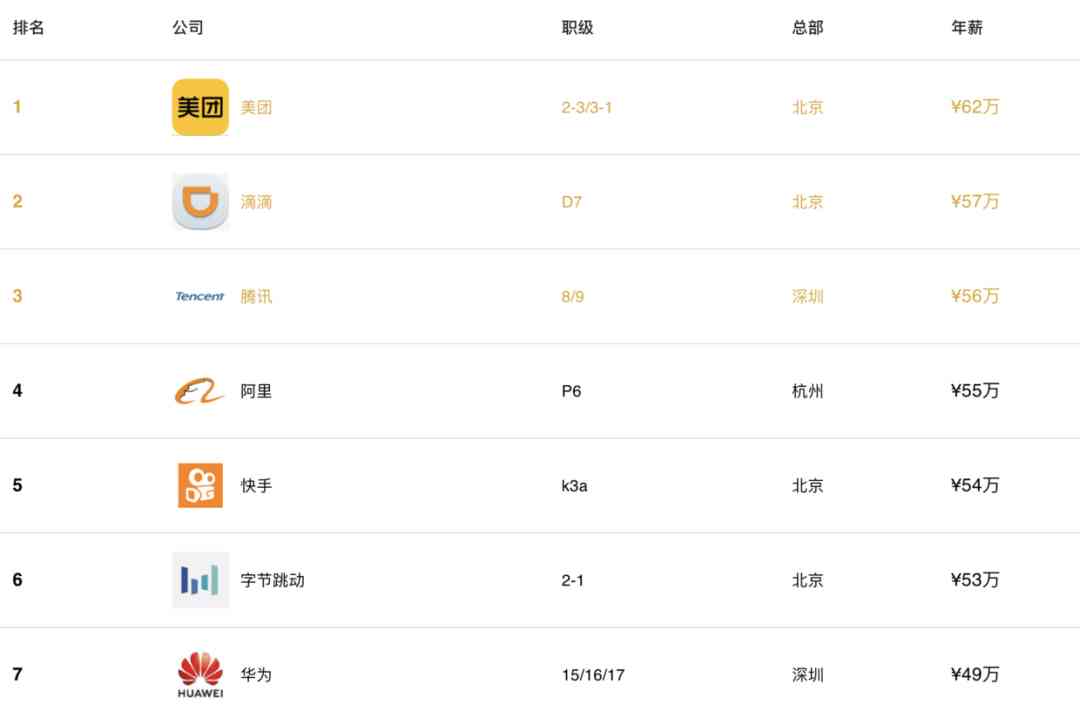 排名 公司 职级 总部 年薪
1 美团 美团 2-3/3-1 北京 ¥62万
2 滴滴 D7 北京 ¥57万
3 Tencent 腾讯 8/9 深圳 ¥56万
4 阿里 P6 杭州 ¥55万
5 快手 k3a 北京 ¥54万
6 字节跳动 2-1 北京 ¥53万
7 HUAWEI 华为 15/16/17 深圳 ¥49万